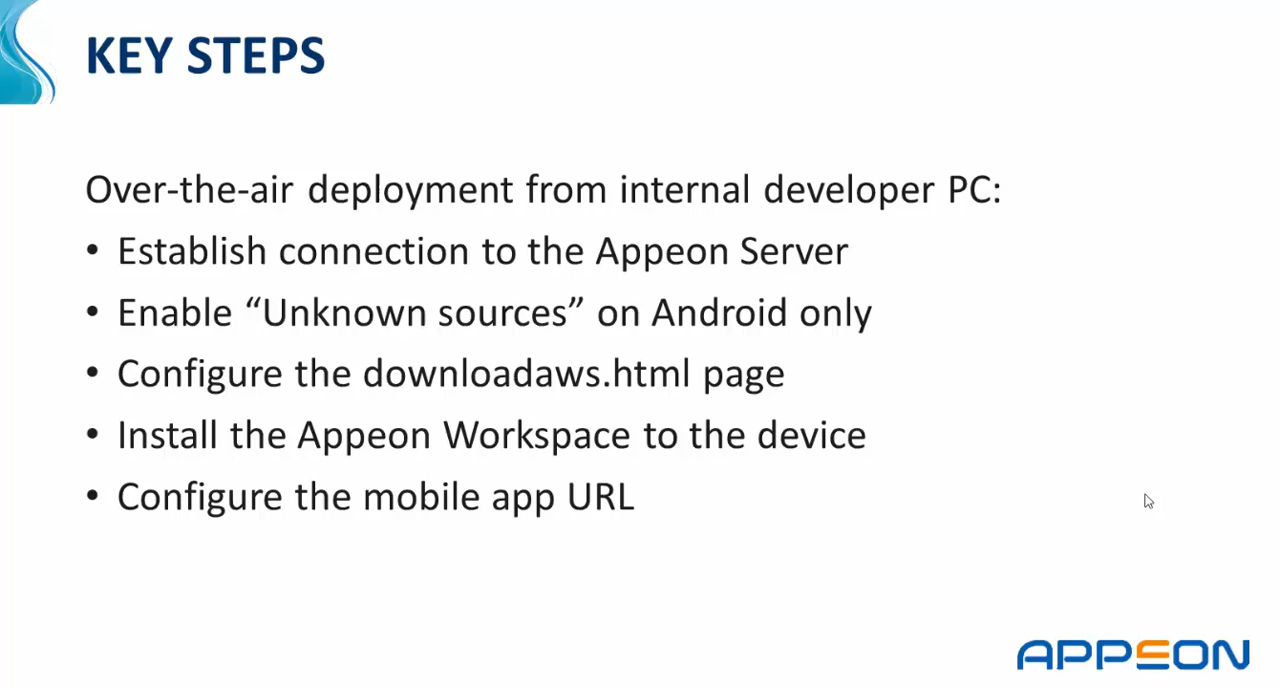 KEY STEPS
Over-the-air deployment from internal developer PC:
• Establish connection to the Appeon Server
• Enable “Unknown sources” on Android only
• Configure the downloadaws.html page
• Install the Appeon Workspace to the device
• Configure the mobile app URL
APPEON